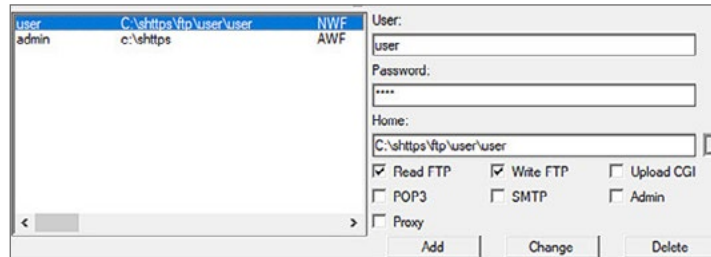 user C:\shttps\ftp\user\user NWF
admin c:\shttps AWF
User:
user
Password:
****
Home:
C:\shttps\ftp\user\user
Read FTP Write FTP Upload CGI
POP3 SMTP Admin
Proxy
Add Change Delete